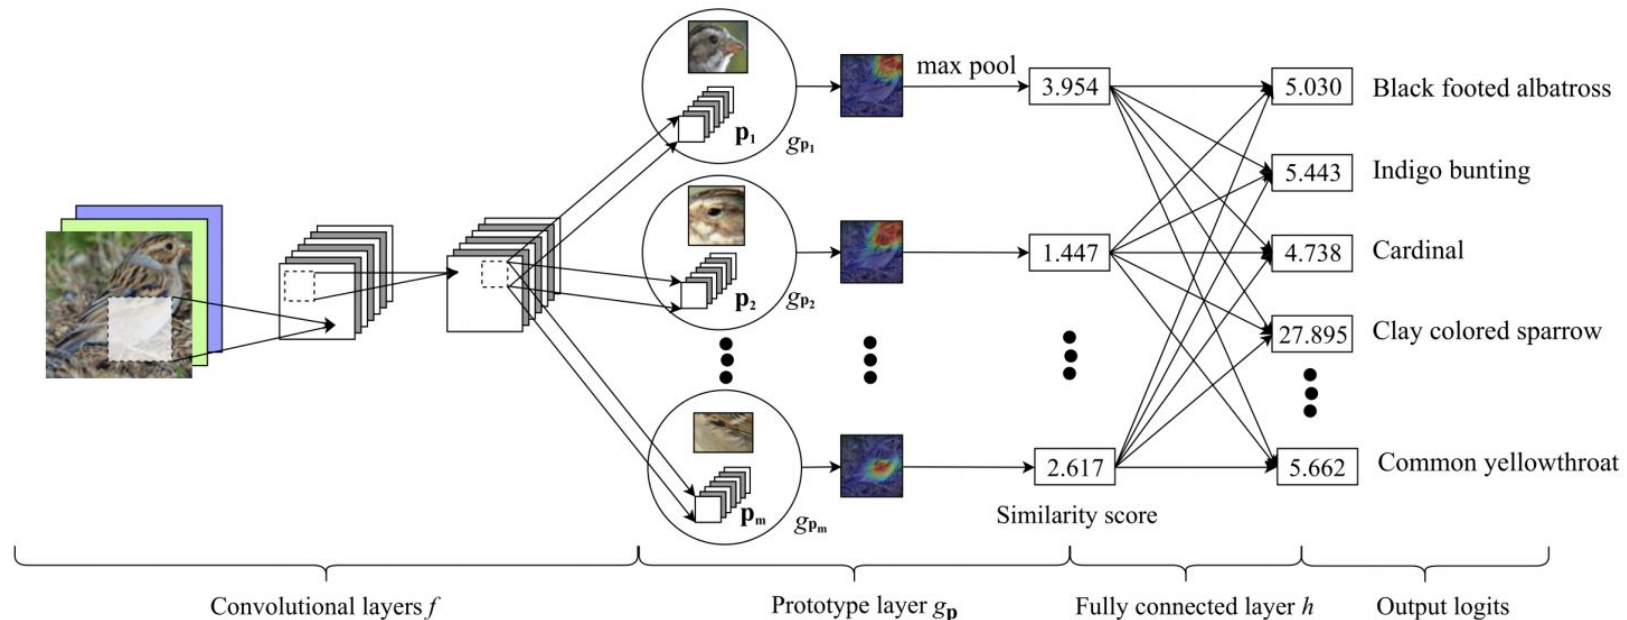 p1
gp1
max pool
3.954
5.030
Black footed albatross
5.443
Indigo bunting
p2
gp2
1.447
4.738
Cardinal
27.895
Clay colored sparrow
pm
gpm
2.617
5.662
Common yellowthroat
Similarity score
Convolutional layers f
Prototype layer gp
Fully connected layer h
Output logits